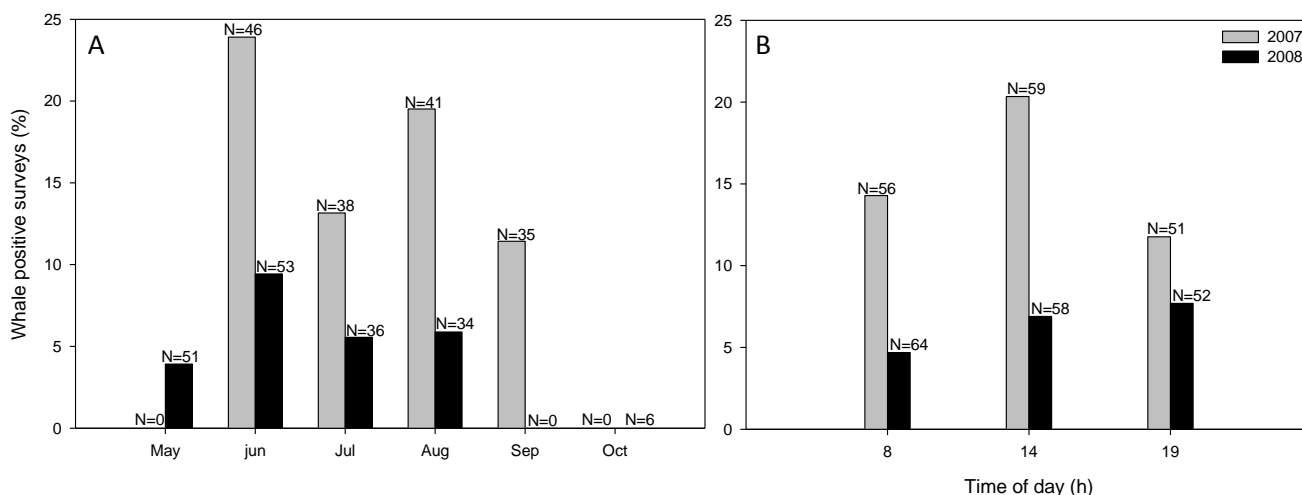 A
Whale positive surveys (%)
25
20
15
10
5
0
N=0
N=51
N=46
N=53
N=38
N=36
N=41
N=34
N=35
N=0
N=0
N=6
May
jun
Jul
Aug
Sep
Oct
B
2007
2008
25
20
15
10
5
0
N=56
N=64
N=59
N=58
N=51
N=52
8
14
19
Time of day (h)